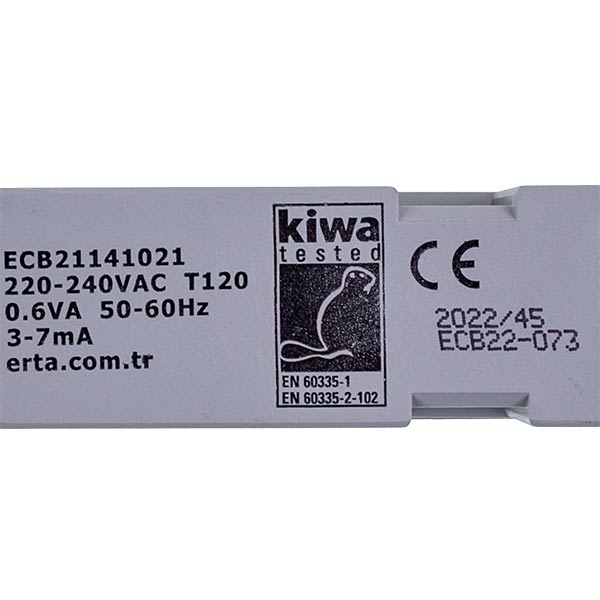 ECB21141021
220-240VAC T120
0.6VA 50-60Hz
3-7mA
erta.com.tr
kiwa
tested
EN 60335-1
EN 60335-2-102
CE
2022/45
ECB22-073